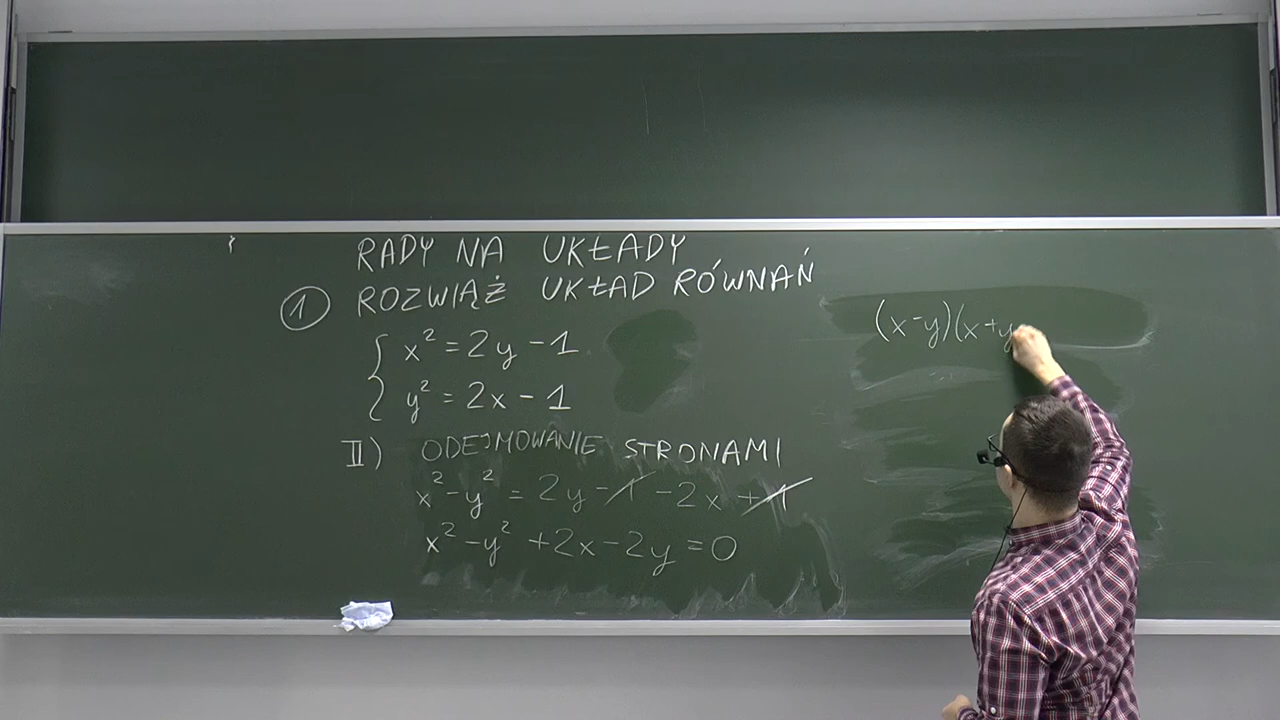 RADY NA UKŁADY
① ROZWIĄŻ UKŁAD RÓWNAŃ
x² = 2y - 1
y² = 2x - 1
II) ODEJMOWANIE STRONAMI
x² - y² = 2y - 1 - 2x + 1
x² - y² + 2x - 2y = 0
(x-y)(x+y